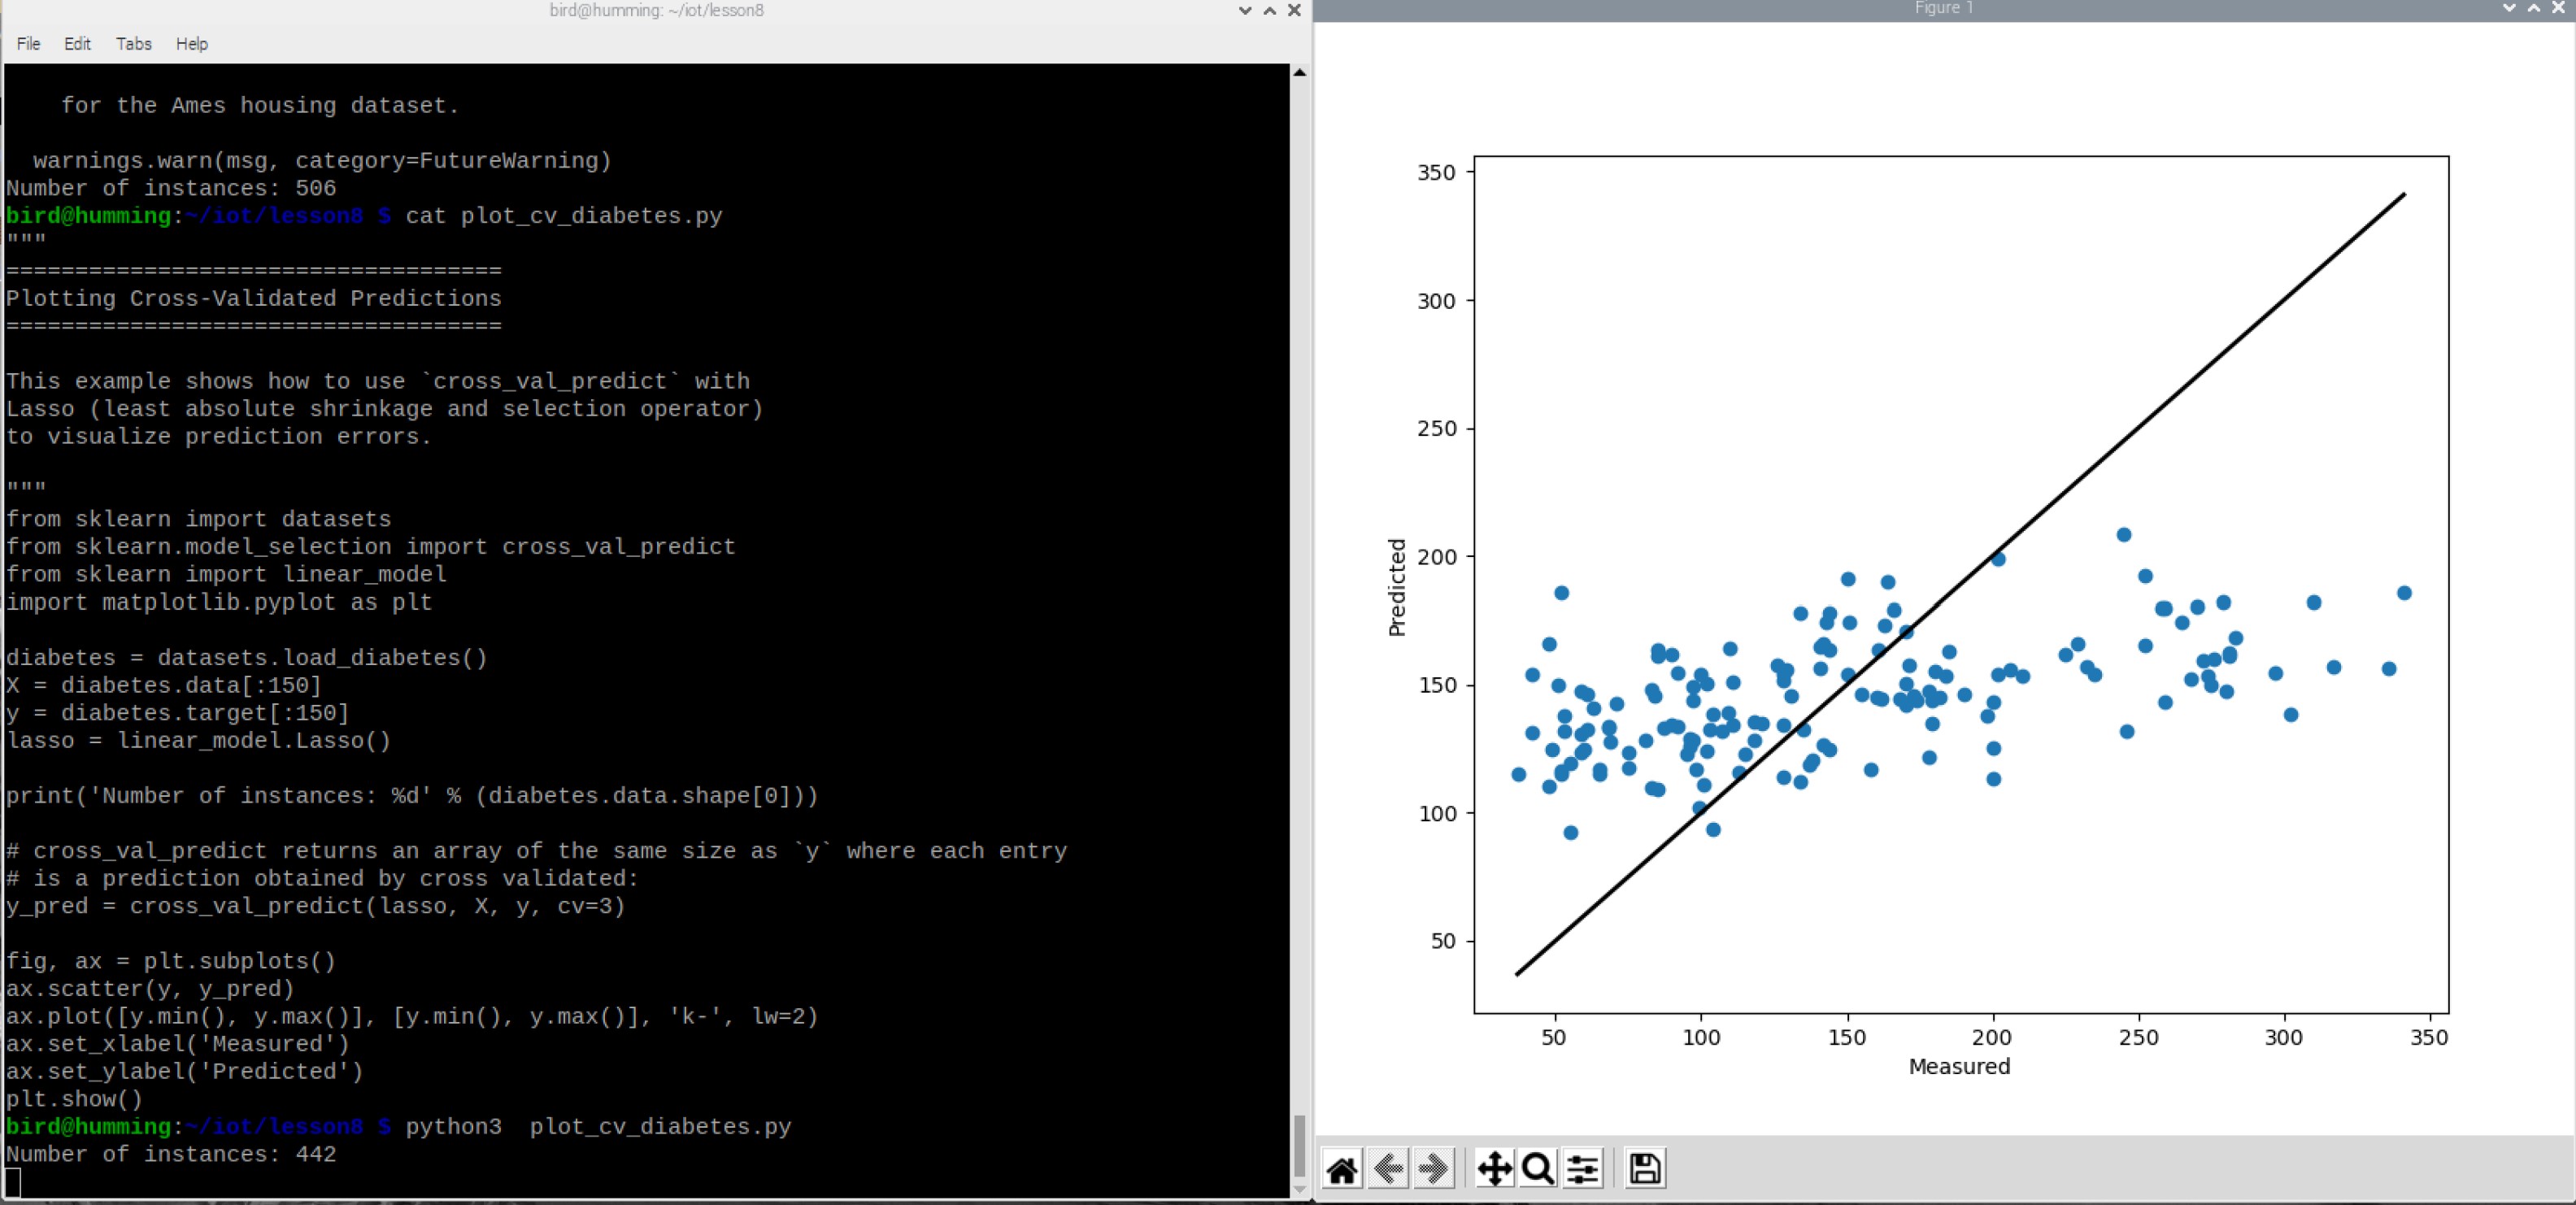 bird@humming: ~/iot/lesson8
File Edit Tabs Help
for the Ames housing dataset.
warnings.warn(msg, category=FutureWarning)
Number of instances: 506
bird@humming:~/iot/lesson8 $ cat plot_cv_diabetes.py
"""
====================================
Plotting Cross-Validated Predictions
====================================
This example shows how to use `cross_val_predict` with
Lasso (least absolute shrinkage and selection operator)
to visualize prediction errors.
"""
from sklearn import datasets
from sklearn.model_selection import cross_val_predict
from sklearn import linear_model
import matplotlib.pyplot as plt
diabetes = datasets.load_diabetes()
X = diabetes.data[:150]
y = diabetes.target[:150]
lasso = linear_model.Lasso()
print('Number of instances: %d' % (diabetes.data.shape[0]))
# cross_val_predict returns an array of the same size as `y` where each entry
# is a prediction obtained by cross validated:
y_pred = cross_val_predict(lasso, X, y, cv=3)
fig, ax = plt.subplots()
ax.scatter(y, y_pred)
ax.plot([y.min(), y.max()], [y.min(), y.max()], 'k-', lw=2)
ax.set_xlabel('Measured')
ax.set_ylabel('Predicted')
plt.show()
bird@humming:~/iot/lesson8 $ python3  plot_cv_diabetes.py
Number of instances: 442
Figure 1
350
300
250
200
150
100
50
Predicted
50 100 150 200 250 300 350
Measured